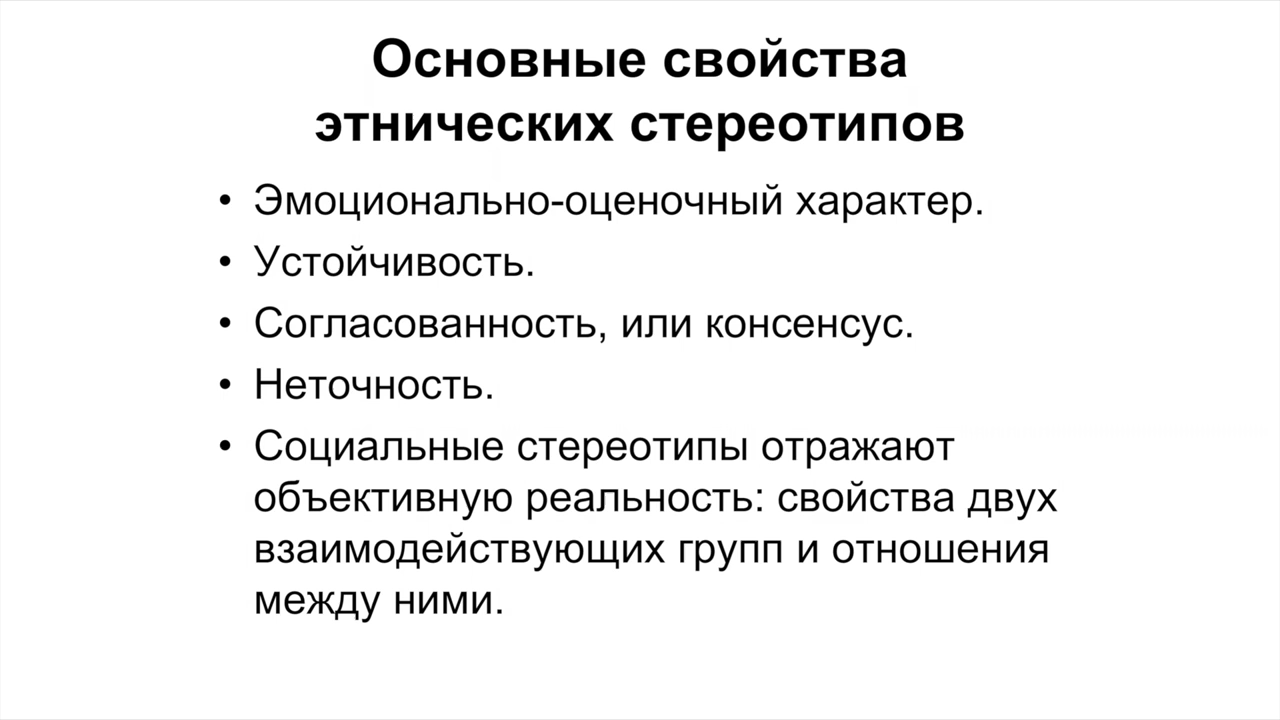 Основные свойства
этнических стереотипов
• Эмоционально-оценочный характер.
• Устойчивость.
• Согласованность, или консенсус.
• Неточность.
• Социальные стереотипы отражают
объективную реальность: свойства двух
взаимодействующих групп и отношения
между ними.